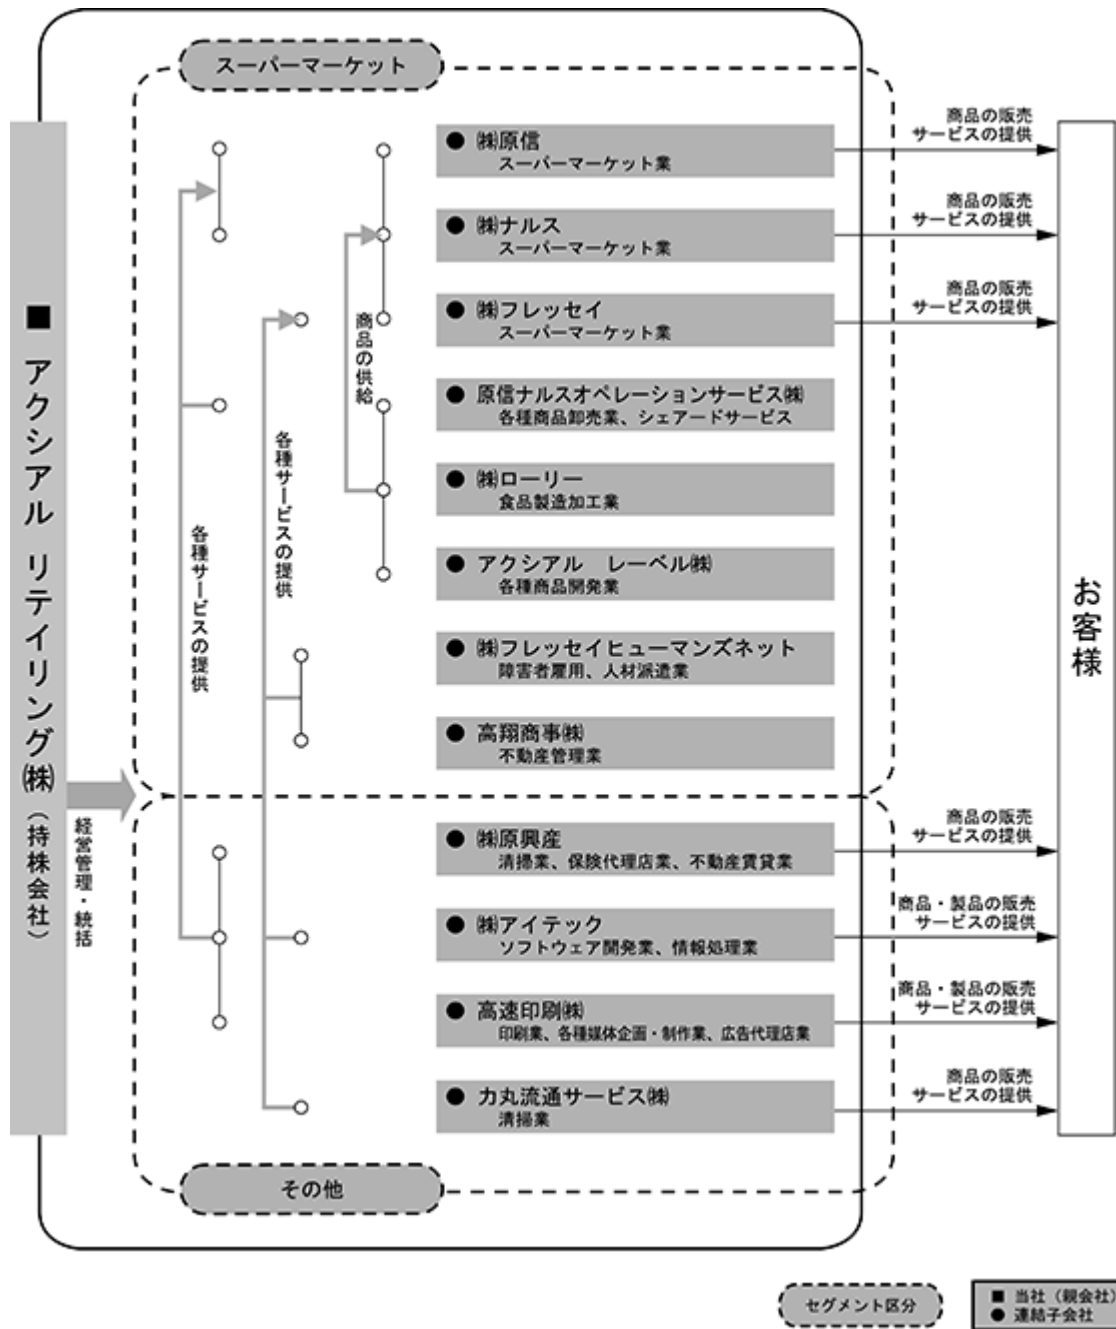 スーパーマーケット
■ アクシアル リテイリング㈱（持株会社）
経営管理・統括
各種サービスの提供
各種サービスの提供
商品の供給
● ㈱原信
スーパーマーケット業
商品の販売
サービスの提供
● ㈱ナルス
スーパーマーケット業
商品の販売
サービスの提供
● ㈱フレッセイ
スーパーマーケット業
商品の販売
サービスの提供
● 原信ナルスオペレーションサービス㈱
各種商品卸売業、シェアードサービス
● ㈱ローリー
食品製造加工業
● アクシアル　レーベル㈱
各種商品開発業
● ㈱フレッセイヒューマンズネット
障害者雇用、人材派遣業
● 高翔商事㈱
不動産管理業
● ㈱原興産
清掃業、保険代理店業、不動産賃貸業
商品の販売
サービスの提供
● ㈱アイテック
ソフトウェア開発業、情報処理業
商品・製品の販売
サービスの提供
● 高速印刷㈱
印刷業、各種媒体企画・制作業、広告代理店業
商品・製品の販売
サービスの提供
● 力丸流通サービス㈱
清掃業
商品の販売
サービスの提供
お客様
その他
セグメント区分
■ 当社（親会社）
● 連結子会社